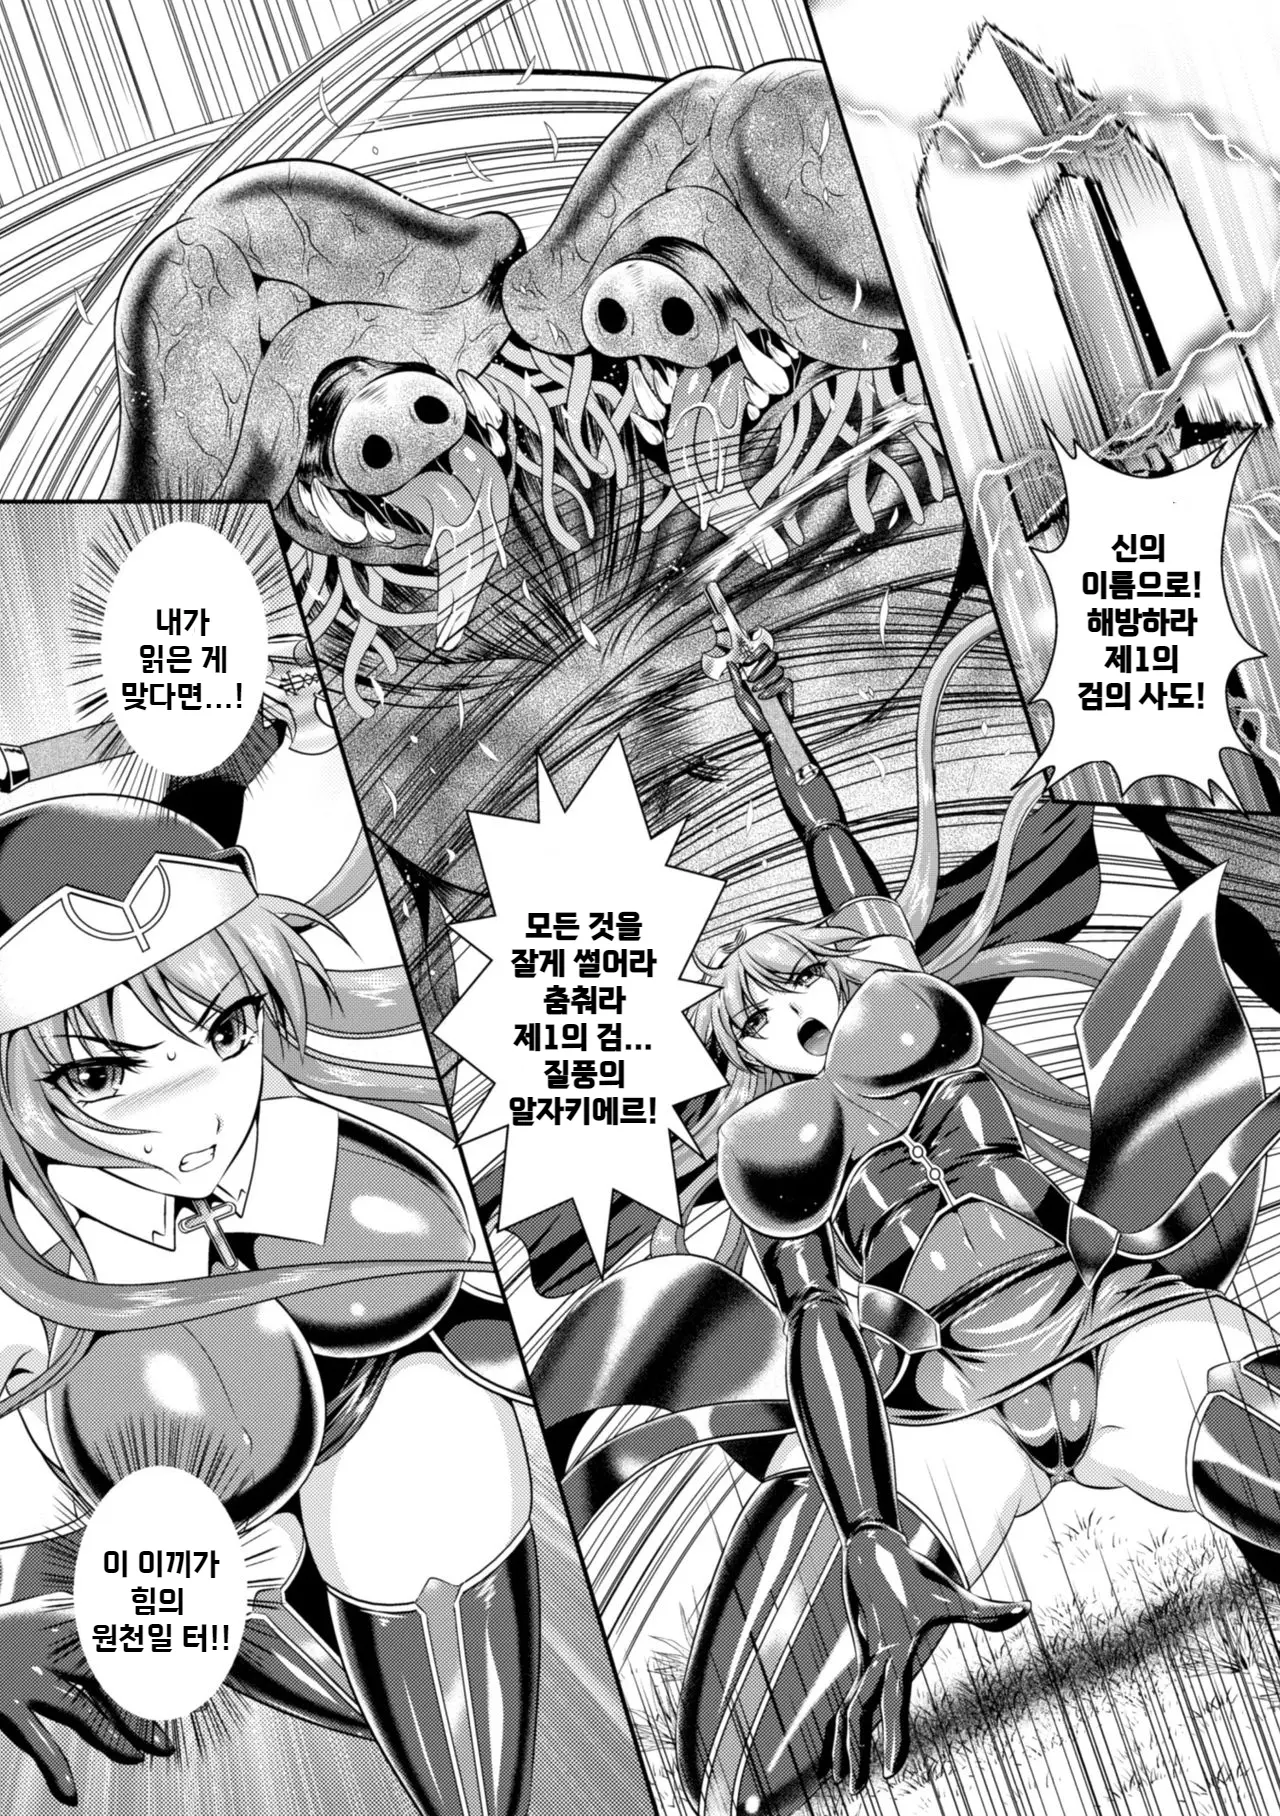 신의
이름으로!
해방하라
제1의
검의 사도!
모든 것을
잘게 썰어라
춤춰라
제1의 검...
질풍의
알자키에르!
내가
읽은 게
맞다면...!
이 이끼가
힘의
원천일 터!!